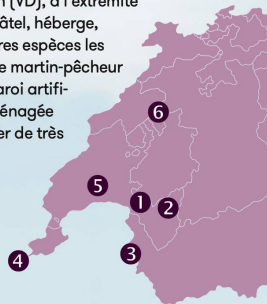 n (VD), à l'extrémité
âtel, héberge,
res espèces les
e martin-pêcheur
aroi artifi-
énagée
er de très
6
5
1
2
3
4